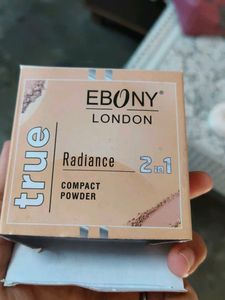 EBONY®
LONDON
true
Radiance
2 in 1
COMPACT
POWDER